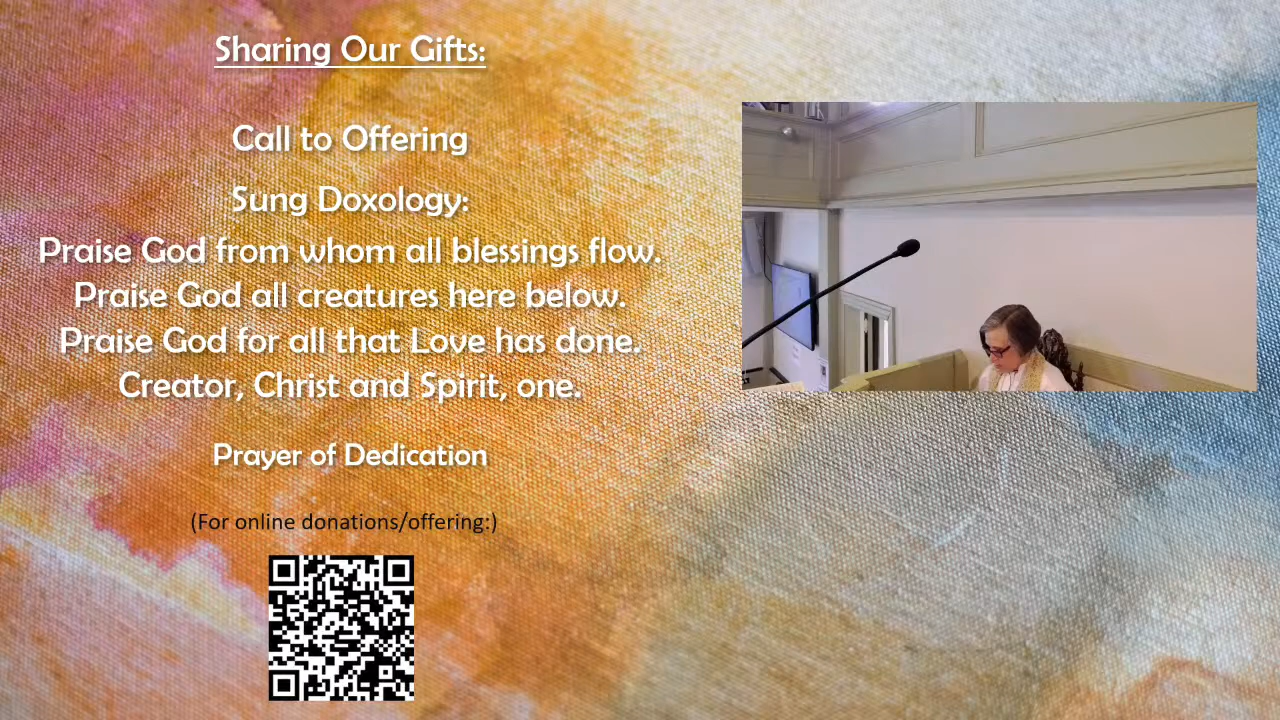 Sharing Our Gifts:
Call to Offering
Sung Doxology:
Praise God from whom all blessings flow.
Praise God all creatures here below.
Praise God for all that Love has done.
Creator, Christ and Spirit, one.
Prayer of Dedication
(For online donations/offering:)